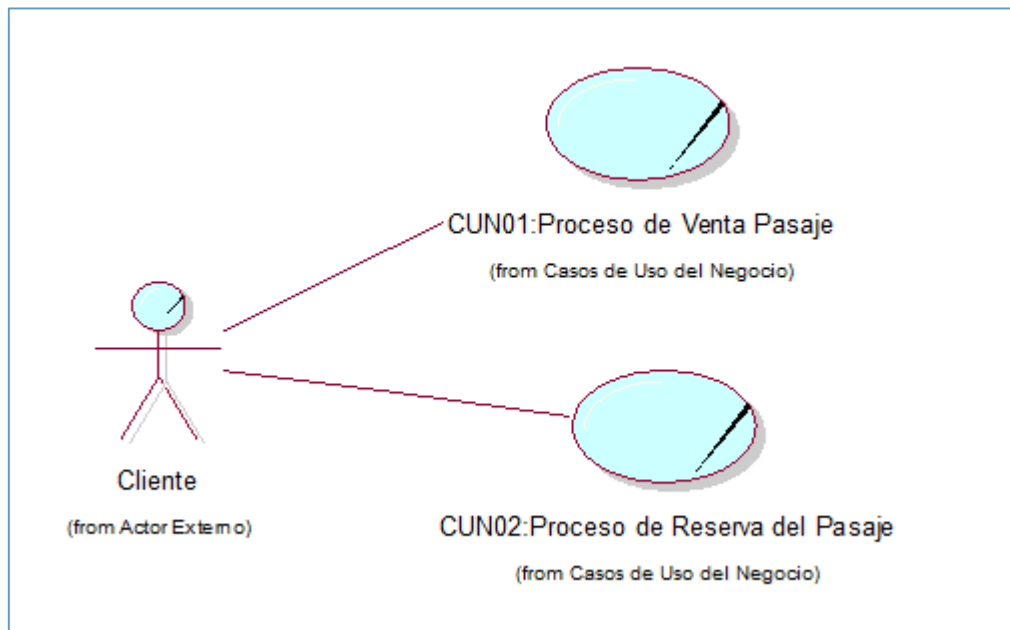 CUN01:Proceso de Venta Pasaje
(from Casos de Uso del Negocio)
Cliente
(from Actor Externo)
CUN02:Proceso de Reserva del Pasaje
(from Casos de Uso del Negocio)